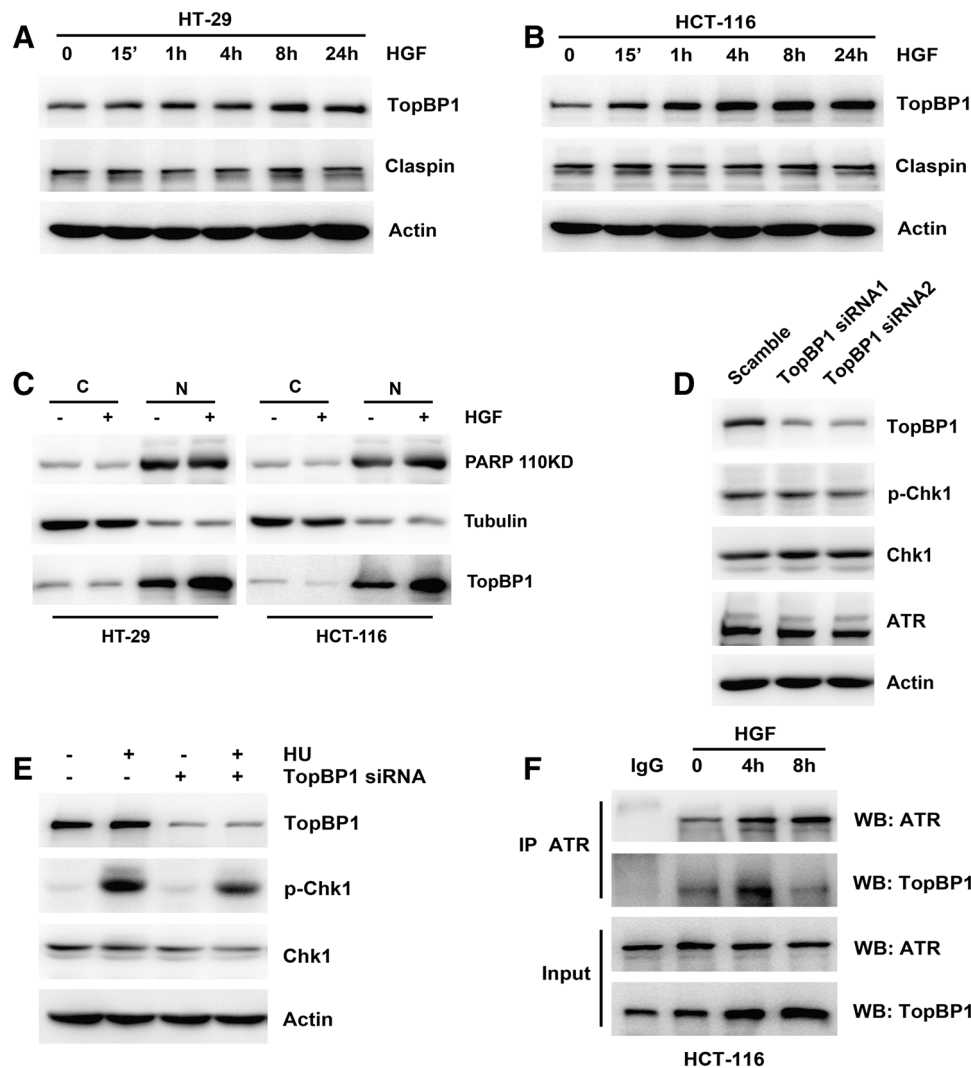 A
HT-29
0 15’ 1h 4h 8h 24h HGF
TopBP1
Claspin
Actin
B
HCT-116
0 15’ 1h 4h 8h 24h HGF
TopBP1
Claspin
Actin
C
C N C N
- + - + - + - + HGF
PARP 110KD
Tubulin
TopBP1
HT-29 HCT-116
D
Scamble TopBP1 siRNA1 TopBP1 siRNA2
TopBP1
p-Chk1
Chk1
ATR
Actin
E
- + - + HU
- - + + TopBP1 siRNA
TopBP1
p-Chk1
Chk1
Actin
F
HGF
IgG 0 4h 8h
IP ATR
WB: ATR
WB: TopBP1
Input
WB: ATR
WB: TopBP1
HCT-116